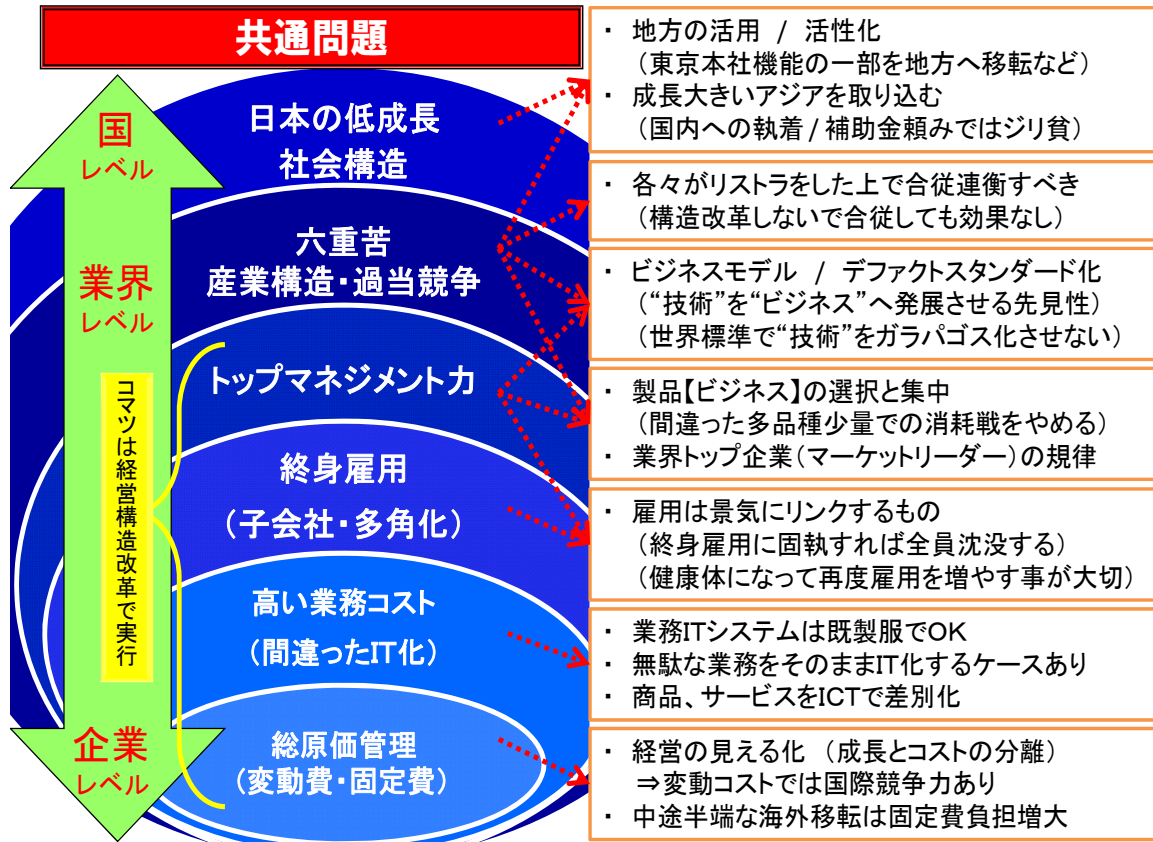 共通問題
国
レベル
業界
レベル
コマツは経営構造改革で実行
企業
レベル
日本の低成長
社会構造
六重苦
産業構造・過当競争
トップマネジメント力
終身雇用
（子会社・多角化）
高い業務コスト
（間違ったIT化）
総原価管理
（変動費・固定費）
・ 地方の活用 / 活性化
（東京本社機能の一部を地方へ移転など）
・ 成長大きいアジアを取り込む
（国内への執着 / 補助金頼みではジリ貧）
・ 各々がリストラをした上で合従連衡すべき
（構造改革しないで合従しても効果なし）
・ ビジネスモデル / デファクトスタンダード化
（“技術”を“ビジネス”へ発展させる先見性）
（世界標準で“技術”をガラパゴス化させない）
・ 製品【ビジネス】の選択と集中
（間違った多品種少量での消耗戦をやめる）
・ 業界トップ企業（マーケットリーダー）の規律
・ 雇用は景気にリンクするもの
（終身雇用に固執すれば全員沈没する）
（健康体になって再度雇用を増やす事が大切）
・ 業務ITシステムは既製服でOK
・ 無駄な業務をそのままIT化するケースあり
・ 商品、サービスをICTで差別化
・ 経営の見える化 （成長とコストの分離）
⇒変動コストでは国際競争力あり
・ 中途半端な海外移転は固定費負担増大